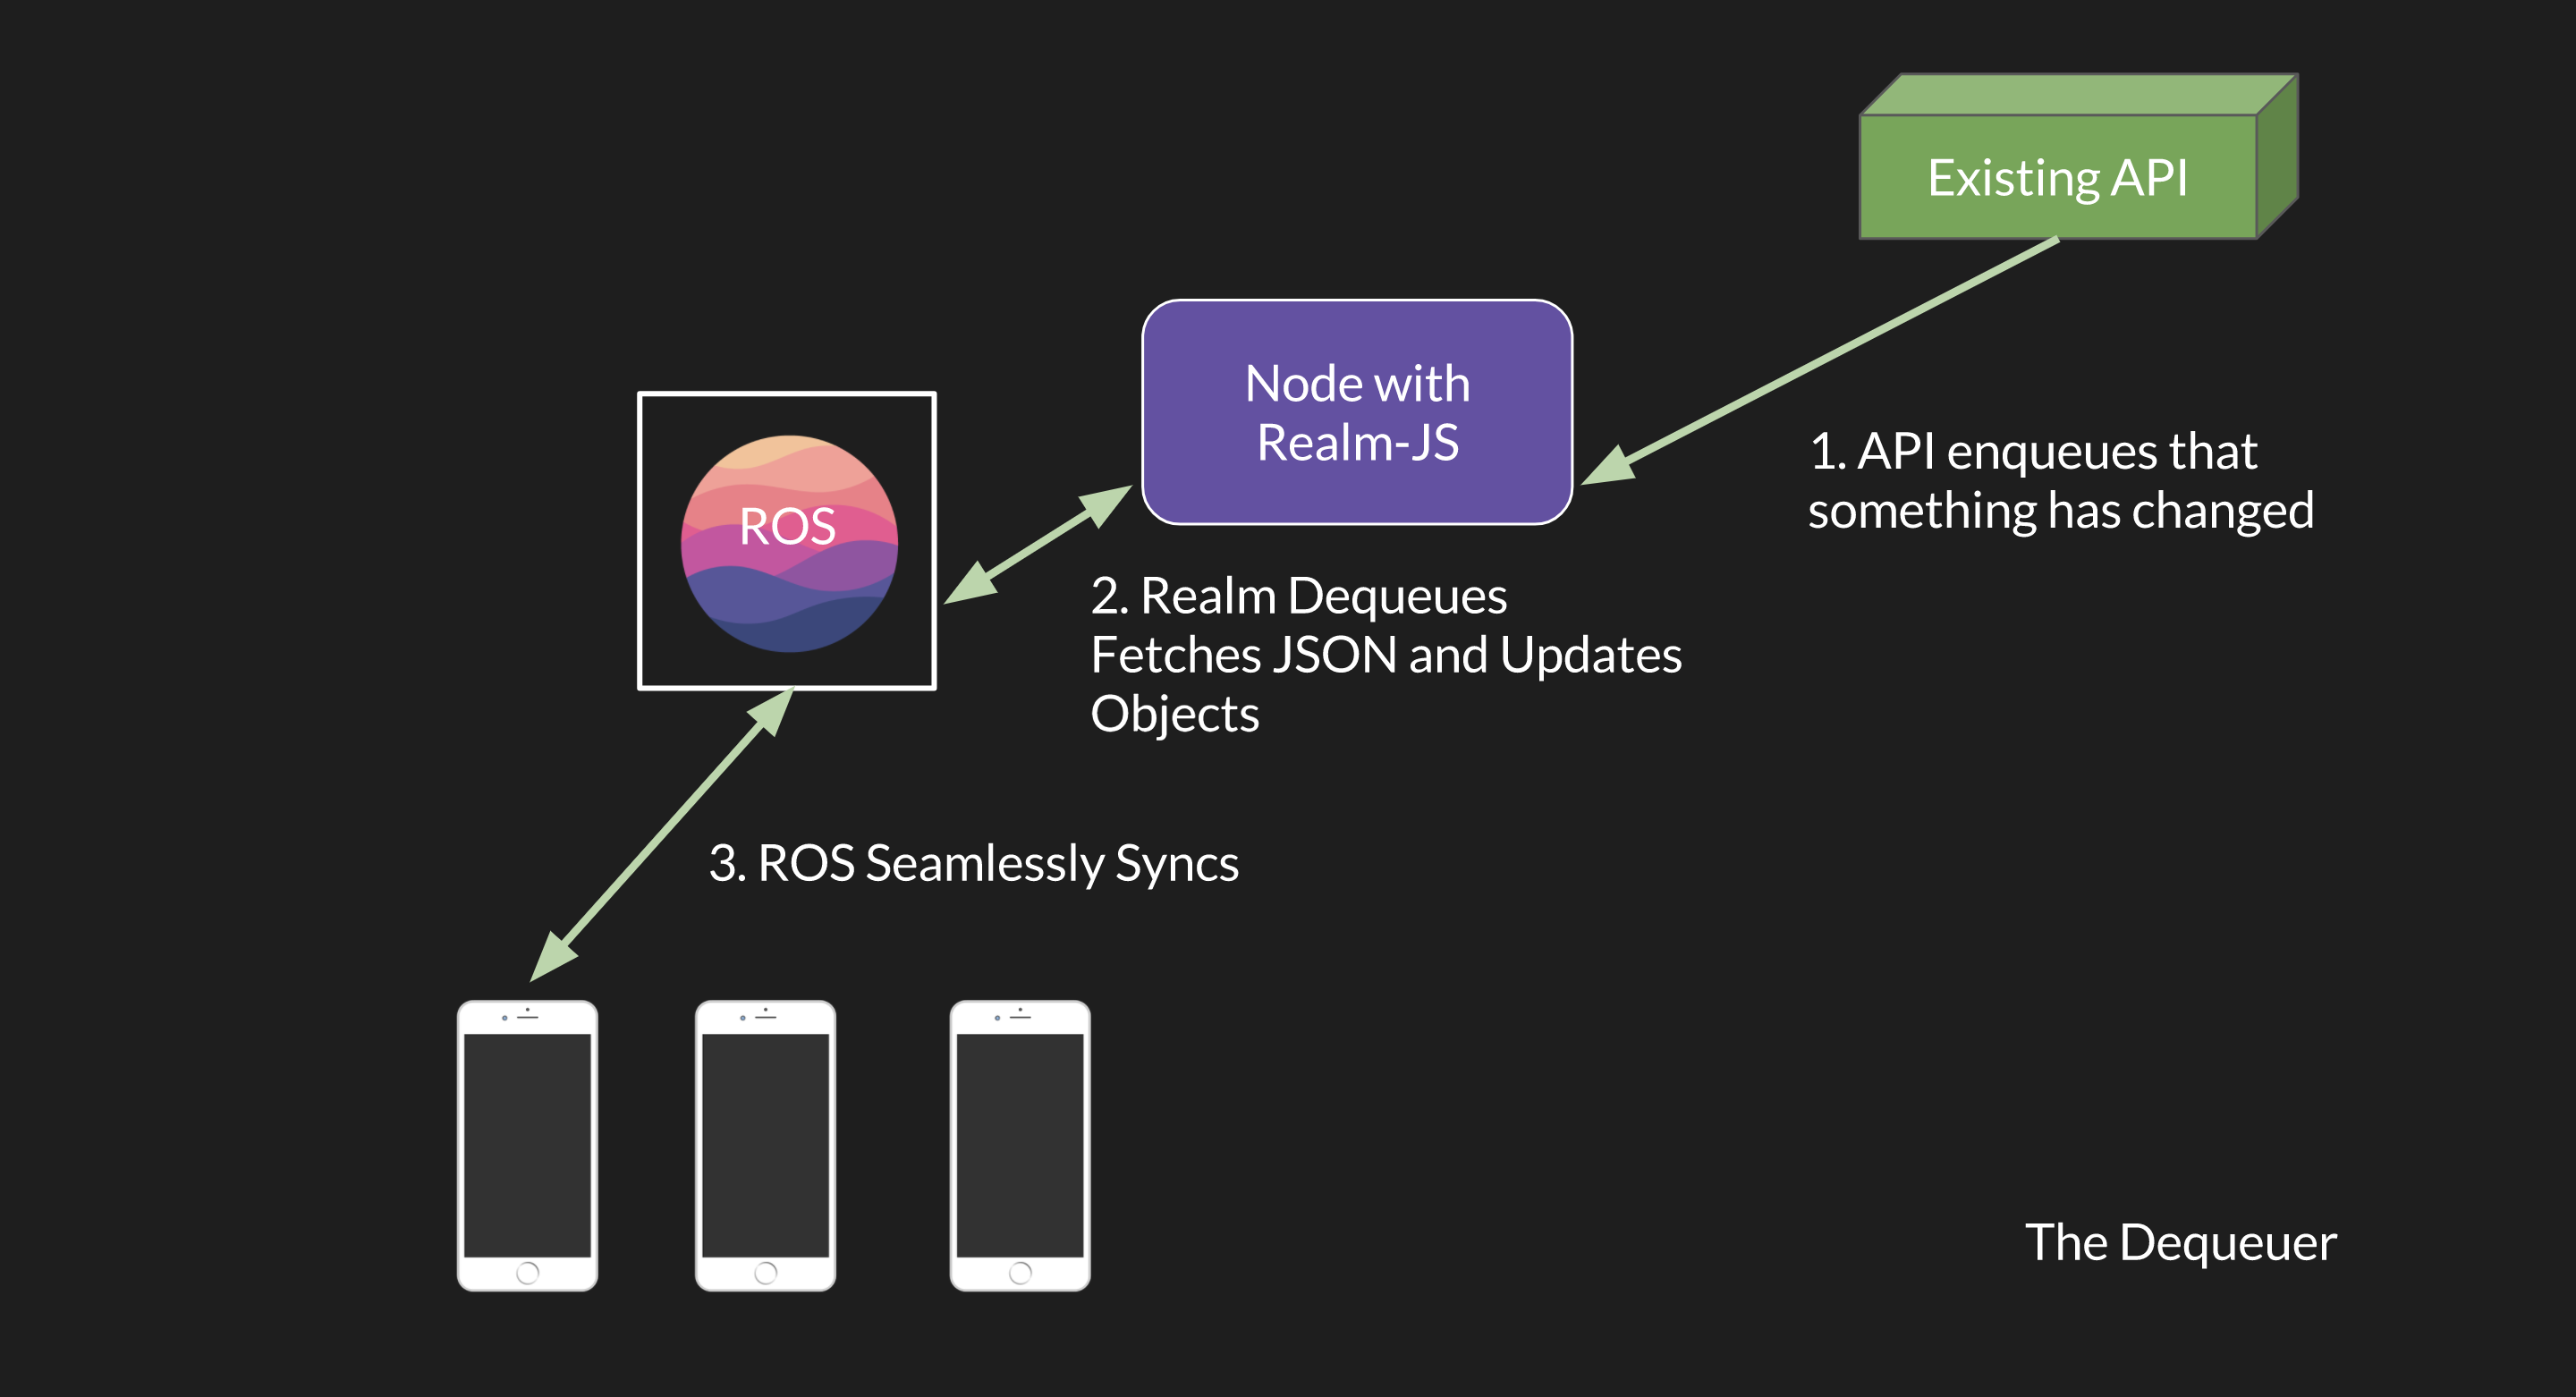 Existing API
Node with
Realm-JS
1. API enqueues that
something has changed
ROS
2. Realm Dequeues
Fetches JSON and Updates
Objects
3. ROS Seamlessly Syncs
The Dequeuer